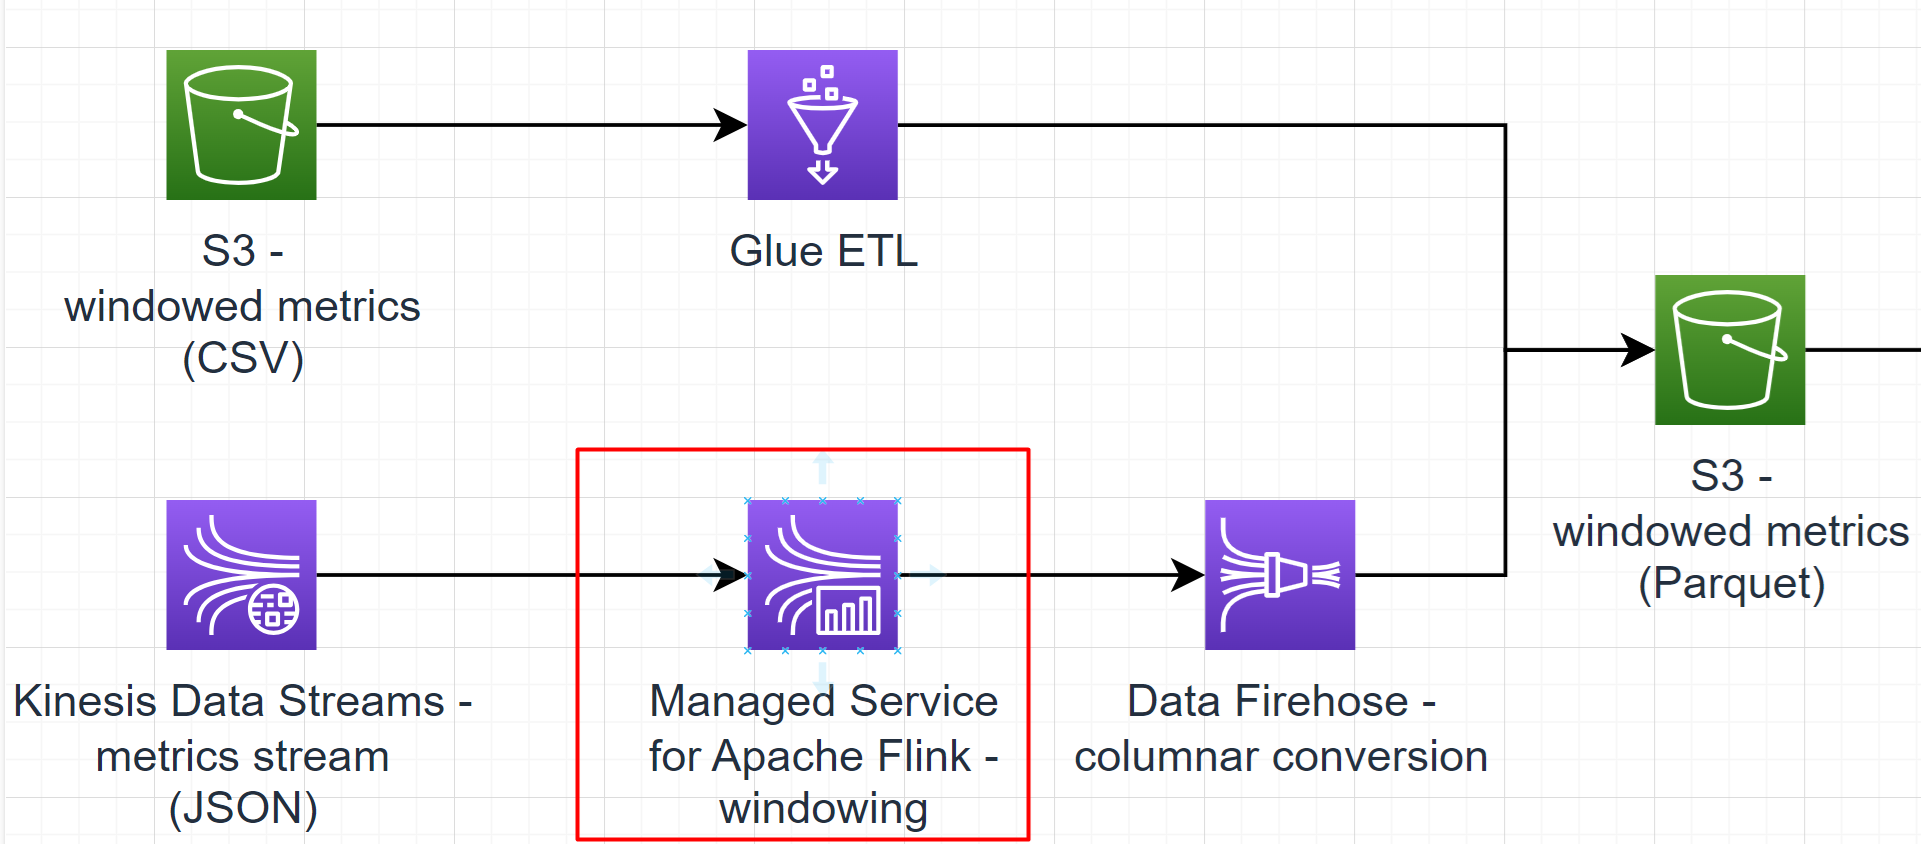 S3 -
windowed metrics
(CSV)
Glue ETL
S3 -
windowed metrics
(Parquet)
Kinesis Data Streams -
metrics stream
(JSON)
Managed Service
for Apache Flink -
windowing
Data Firehose -
columnar conversion